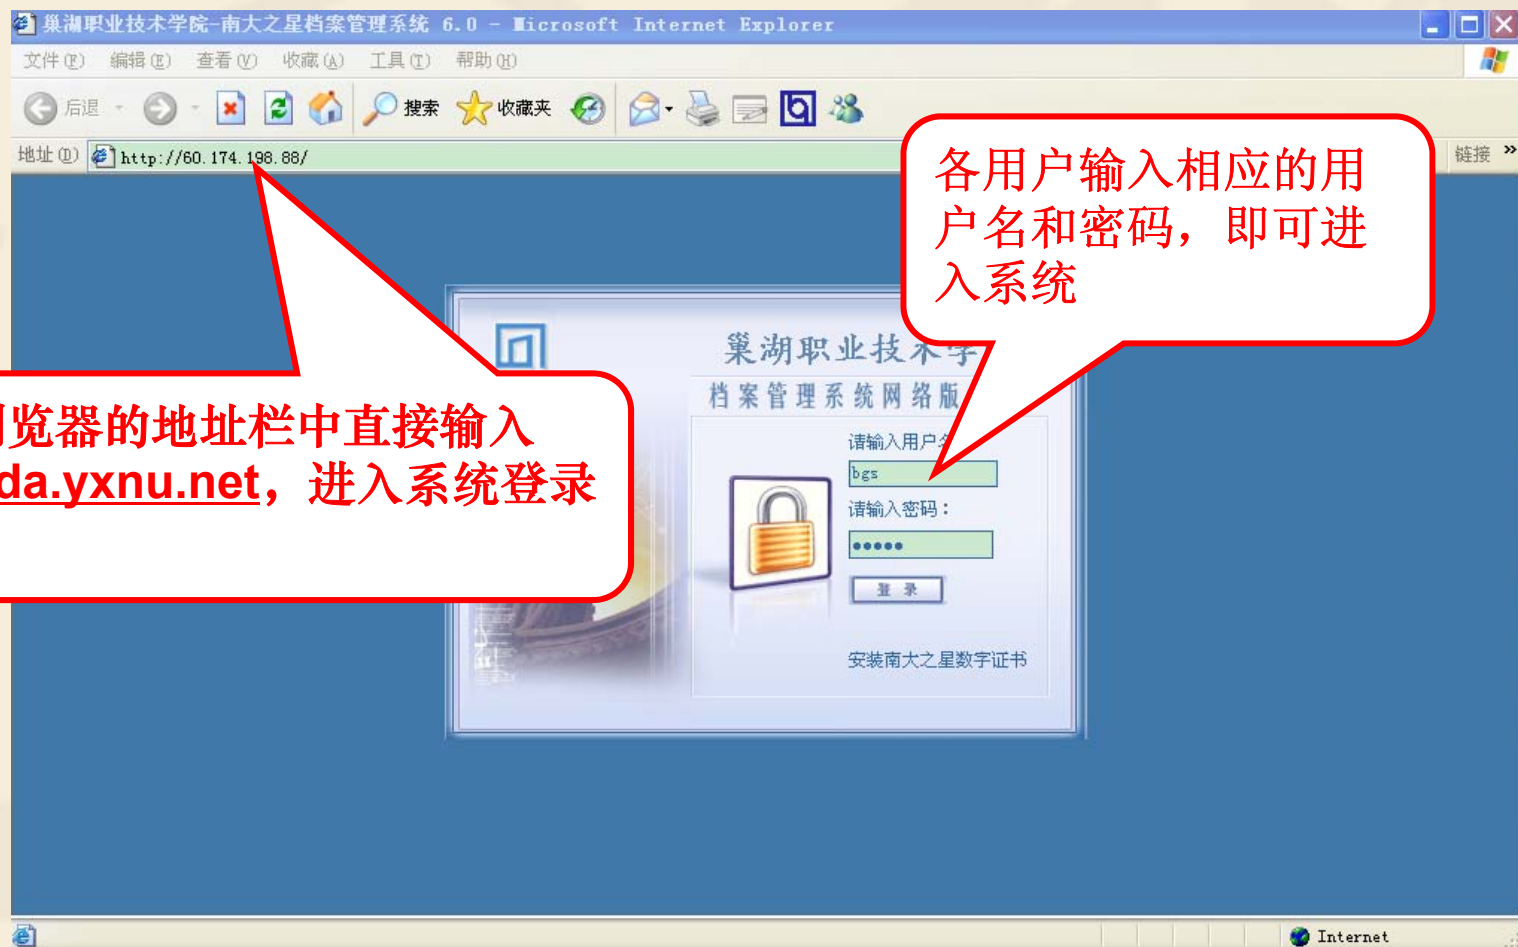 巢湖职业技术学院-南大之星档案管理系统 6.0 - Microsoft Internet Explorer
文件(F) 编辑(E) 查看(V) 收藏(A) 工具(T) 帮助(H)
后退 搜索 收藏夹
地址(D) http://60.174.198.88/ 链接 »
各用户输入相应的用
户名和密码，即可进
入系统
巢湖职业技术学
档案管理系统网络版
览器的地址栏中直接输入
da.yxnu.net，进入系统登录
请输入用户名
bgs
请输入密码：
•••••
登 录
安装南大之星数字证书
Internet